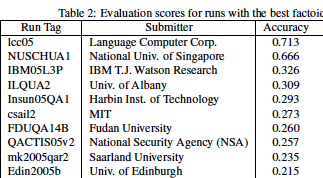 Table 2: Evaluation scores for runs with the best factoid
Run Tag Submitter Accuracy
lcc05 Language Computer Corp. 0.713
NUSCHUA1 National Univ. of Singapore 0.666
IBM05L3P IBM T.J. Watson Research 0.326
ILQUA2 Univ. of Albany 0.309
Insun05QA1 Harbin Inst. of Technology 0.293
csail2 MIT 0.273
FDUQA14B Fudan University 0.260
QACTIS05v2 National Security Agency (NSA) 0.257
mk2005qar2 Saarland University 0.235
Edin2005b Univ. of Edinburgh 0.215